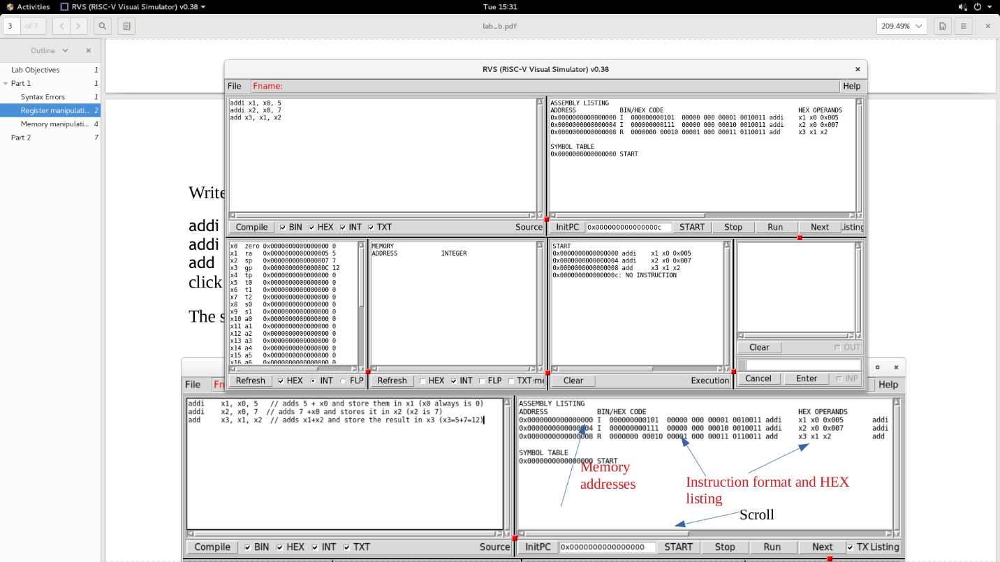 Activities RVS (RISC-V Visual Simulator) v0.38 Tue 15:31
3 of 7 lab_b.pdf 209.49%
Outline
Lab Objectives 1
Part 1 1
Syntax Errors 1
Register manipulati... 2
Memory manipulati... 4
Part 2 7
Write
addi
addi
add
click
The s
RVS (RISC-V Visual Simulator) v0.38
File Fname: Help
addi x1, x0, 5
addi x2, x0, 7
add x3, x1, x2
ASSEMBLY LISTING
ADDRESS BIN/HEX CODE HEX OPERANDS
0x0000000000000000 I 000000000101 00000 000 00001 0010011 addi x1 x0 0x005
0x0000000000000004 I 000000000111 00000 000 00010 0010011 addi x2 x0 0x007
0x0000000000000008 R 0000000 00010 00001 000 00011 0110011 add x3 x1 x2
SYMBOL TABLE
0x0000000000000000 START
Compile BIN HEX INT TXT Source
InitPC 0x000000000000000c START Stop Run Next Listing
x0 zero 0x0000000000000000 0
x1 ra 0x0000000000000005 5
x2 sp 0x0000000000000007 7
x3 gp 0x000000000000000C 12
x4 tp 0x0000000000000000 0
x5 t0 0x0000000000000000 0
x6 t1 0x0000000000000000 0
x7 t2 0x0000000000000000 0
x8 s0 0x0000000000000000 0
x9 s1 0x0000000000000000 0
x10 a0 0x0000000000000000 0
x11 a1 0x0000000000000000 0
x12 a2 0x0000000000000000 0
x13 a3 0x0000000000000000 0
x14 a4 0x0000000000000000 0
x15 a5 0x0000000000000000 0
x16 a6 0x0000000000000000 0
MEMORY
ADDRESS INTEGER
START
0x0000000000000000 addi x1 x0 0x005
0x0000000000000004 addi x2 x0 0x007
0x0000000000000008 add x3 x1 x2
0x000000000000000c: NO INSTRUCTION
Clear OUT
Refresh HEX INT FLP
Refresh HEX INT FLP TXT
Clear Execution
Cancel Enter INP
File Help
addi x1, x0, 5 // adds 5 + x0 and store them in x1 (x0 always is 0)
addi x2, x0, 7 // adds 7 +x0 and stores it in x2 (x2 is 7)
add x3, x1, x2 // adds x1+x2 and store the result in x3 (x3=5+7=12)
ASSEMBLY LISTING
ADDRESS BIN/HEX CODE HEX OPERANDS
0x0000000000000000 I 000000000101 00000 000 00001 0010011 addi x1 x0 0x005 addi
0x0000000000000004 I 000000000111 00000 000 00010 0010011 addi x2 x0 0x007 addi
0x0000000000000008 R 0000000 00010 00001 000 00011 0110011 add x3 x1 x2 add
SYMBOL TABLE
0x0000000000000000 START
Memory
addresses
Instruction format and HEX
listing
Scroll
Compile BIN HEX INT TXT Source
InitPC 0x0000000000000000 START Stop Run Next TX Listing